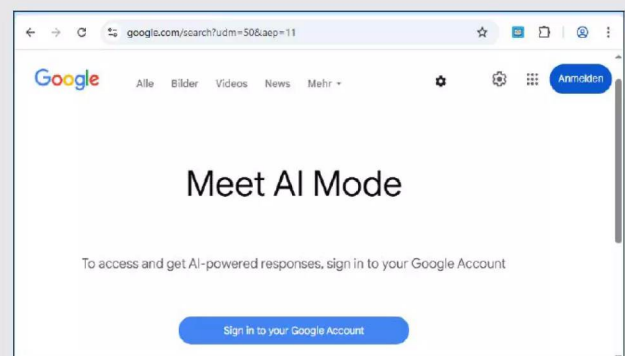 google.com/search?udm=50&aep=11
Google Alle Bilder Videos News Mehr Anmelden
Meet AI Mode
To access and get AI-powered responses, sign in to your Google Account
Sign in to your Google Account